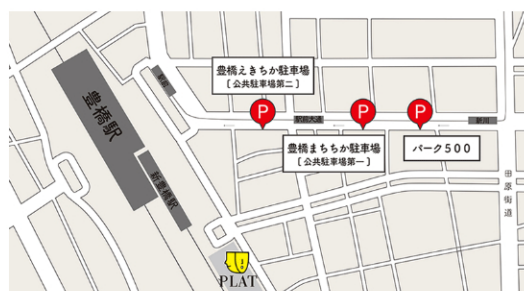 豊橋えきちか駐車場
[公共駐車場第二]
豊橋駅
駅前
P
P
P
駅前大通
新川
豊橋まちちか駐車場
[公共駐車場第一]
パーク500
新豊橋駅
田原街道
PLAT